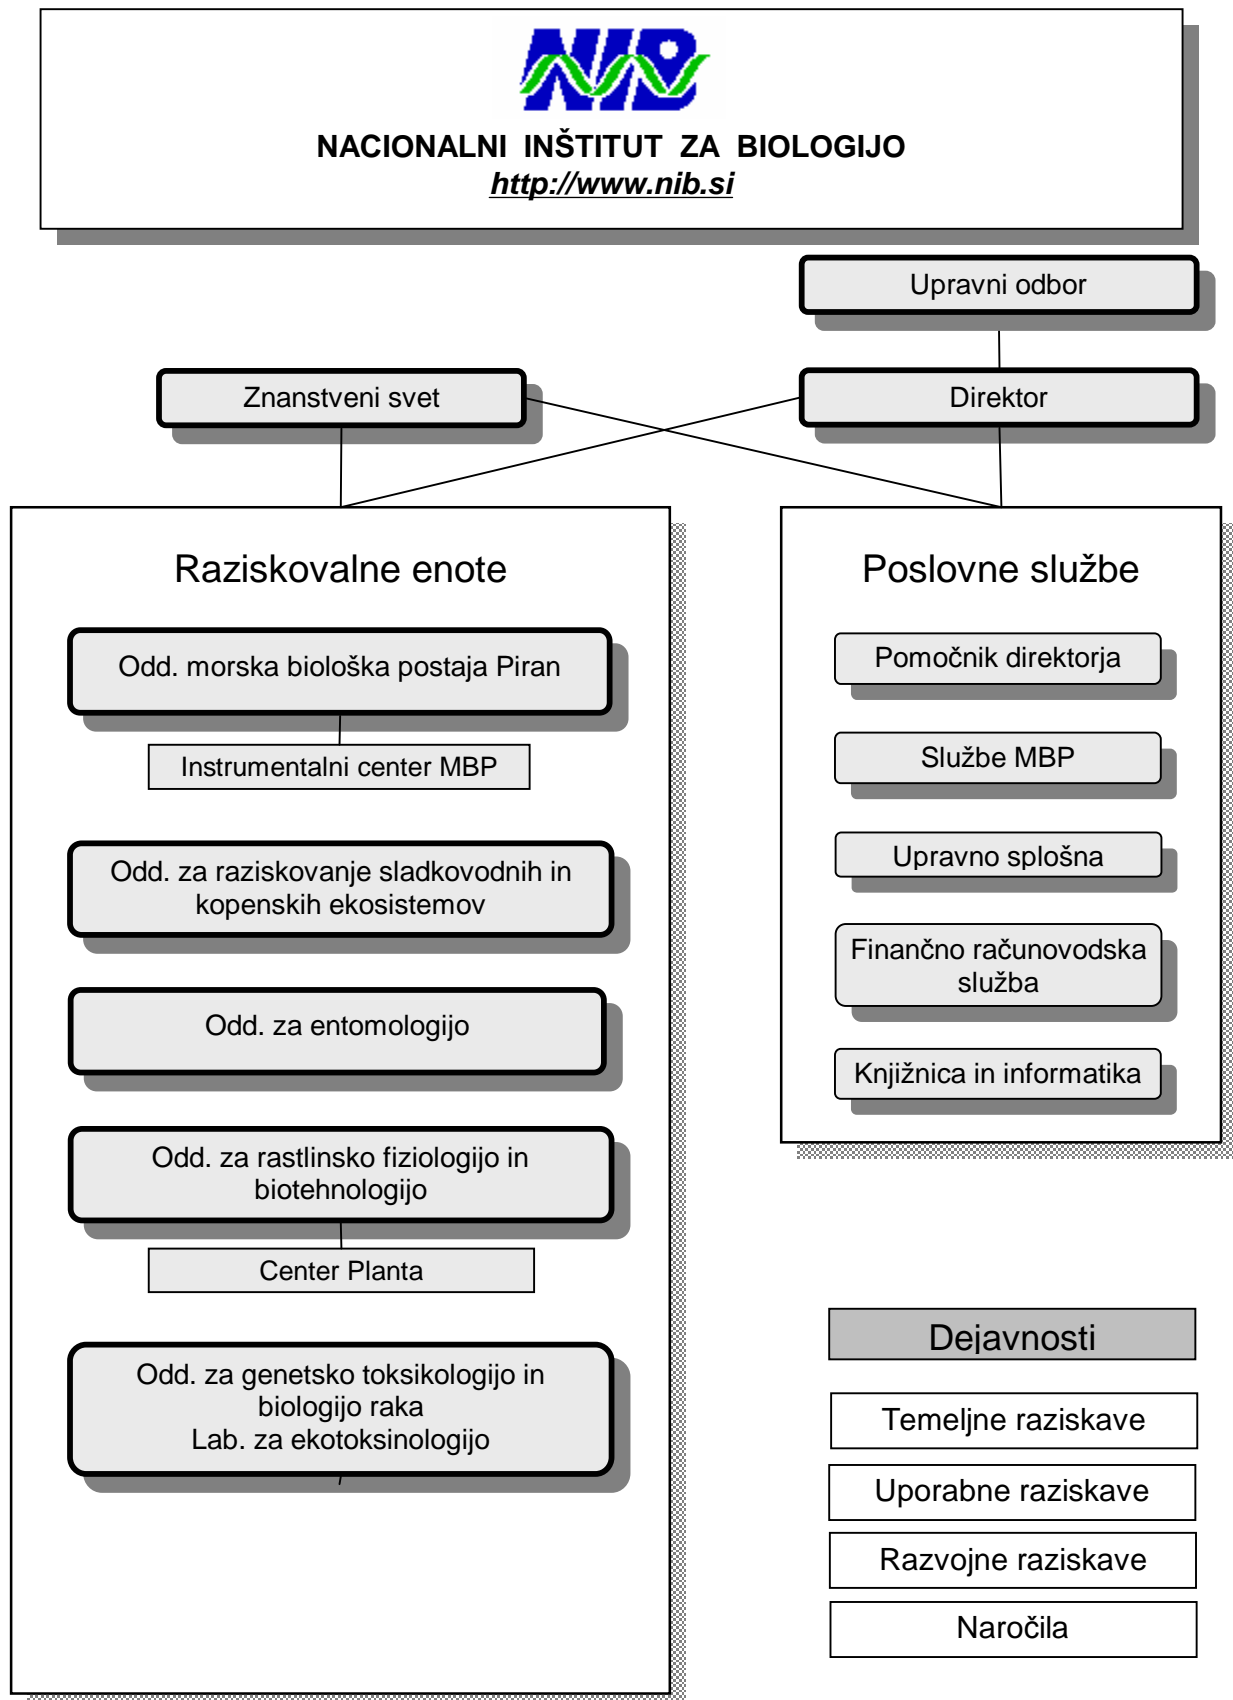 NIB
NACIONALNI INŠTITUT ZA BIOLOGIJO
http://www.nib.si
Upravni odbor
Znanstveni svet
Direktor
Raziskovalne enote
Odd. morska biološka postaja Piran
Instrumentalni center MBP
Odd. za raziskovanje sladkovodnih in
kopenskih ekosistemov
Odd. za entomologijo
Odd. za rastlinsko fiziologijo in
biotehnologijo
Center Planta
Odd. za genetsko toksikologijo in
biologijo raka
Lab. za ekotoksinologijo
Poslovne službe
Pomočnik direktorja
Službe MBP
Upravno splošna
Finančno računovodska
služba
Knjižnica in informatika
Dejavnosti
Temeljne raziskave
Uporabne raziskave
Razvojne raziskave
Naročila